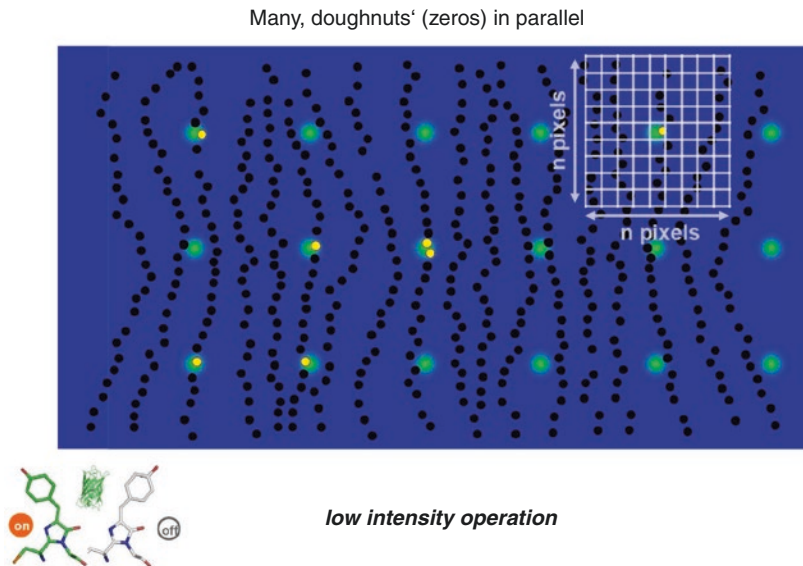 Many, doughnuts‘ (zeros) in parallel
n pixels
n pixels
on
off
low intensity operation